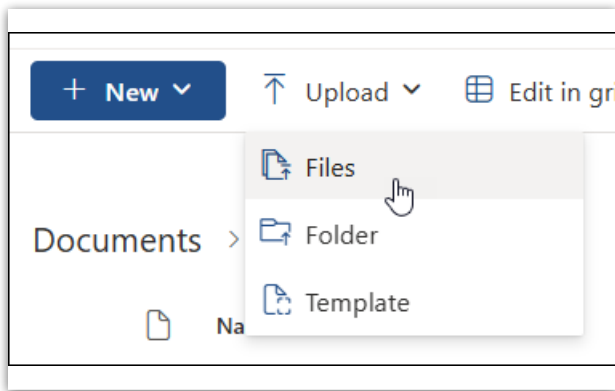 + New Upload Edit in gri
Files
Folder
Documents >
Template
Na